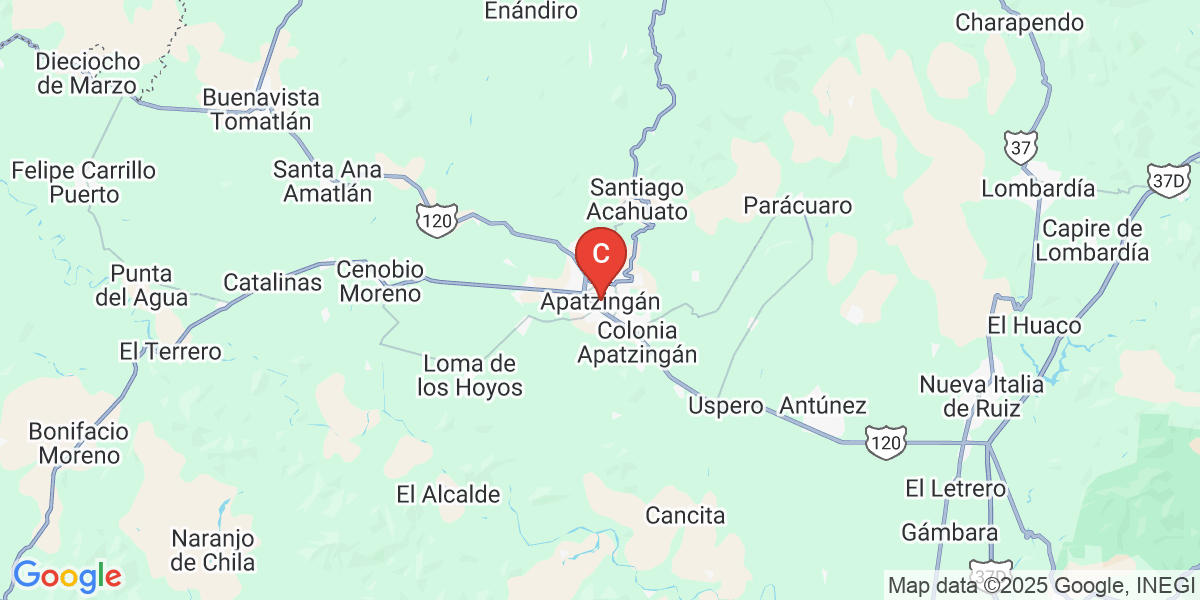 Enándiro
Charapendo
Dieciocho
de Marzo
Buenavista
Tomatlán
37
Felipe Carrillo
Puerto
Santa Ana
Amatlán
Santiago
Acahuato
Parácuaro
Lombardía
37D
120
Capire de
Lombardía
C
Punta
del Agua
Catalinas
Cenobio
Moreno
Apatzingán
Colonia
Apatzingán
El Huaco
El Terrero
Loma de
los Hoyos
Nueva Italia
de Ruiz
Uspero
Antúnez
Bonifacio
Moreno
120
El Alcalde
El Letrero
Cancita
Gámbara
Naranjo
de Chila
37D
Google
Map data ©2025 Google, INEGI